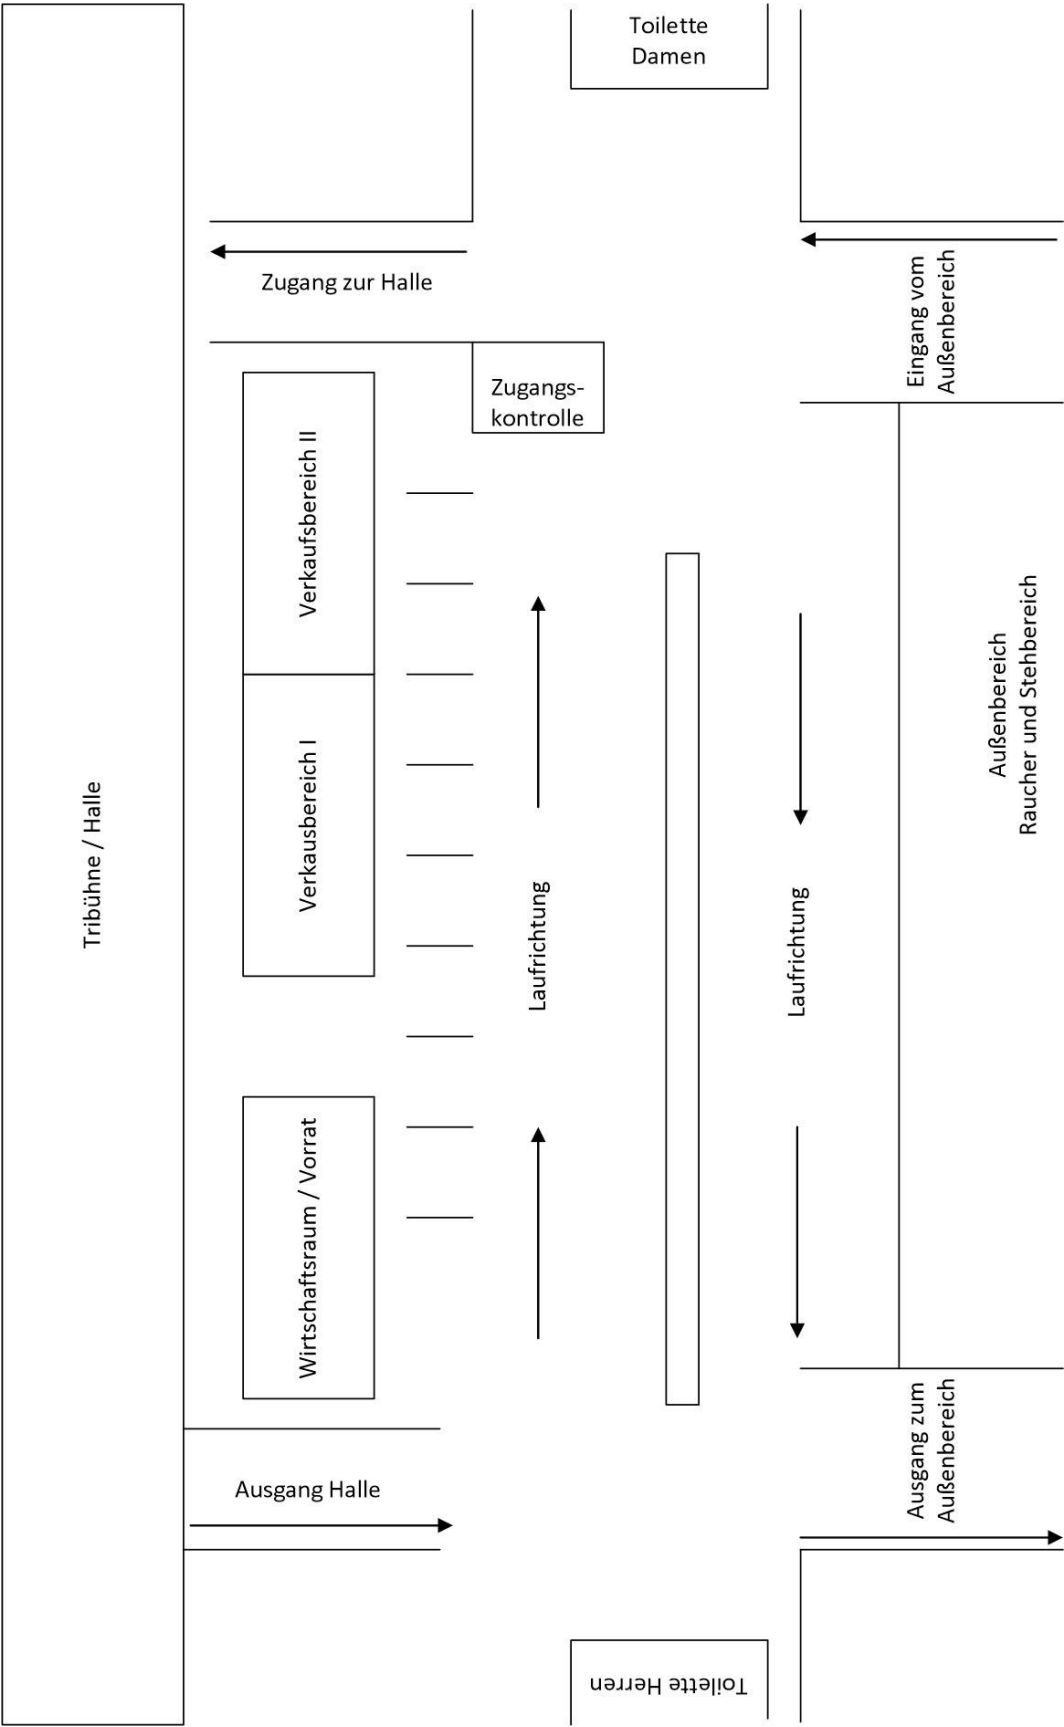 Toilette
Damen
Zugang zur Halle
Eingang vom
Außenbereich
Zugangs-
kontrolle
Verkaufsbereich II
Außenbereich
Raucher und Stehbereich
Verkausbereich I
Tribühne / Halle
Laufrichtung
Laufrichtung
Wirtschaftsraum / Vorrat
Ausgang zum
Außenbereich
Ausgang Halle
Toilette Herren